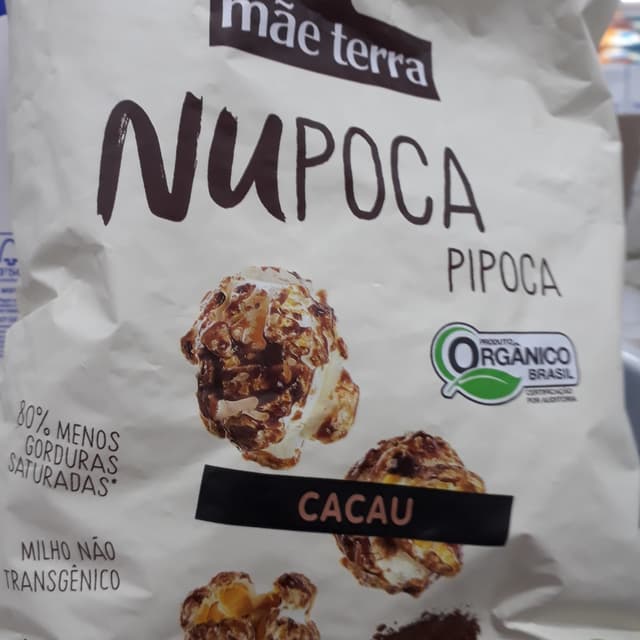 mãe terra
NUPOCA
PIPOCA
PRODUTO
ORGÂNICO
BRASIL
CERTIFICAÇÃO
POR AUDITORIA
80% MENOS
GORDURAS
SATURADAS*
CACAU
MILHO NÃO
TRANSGÊNICO